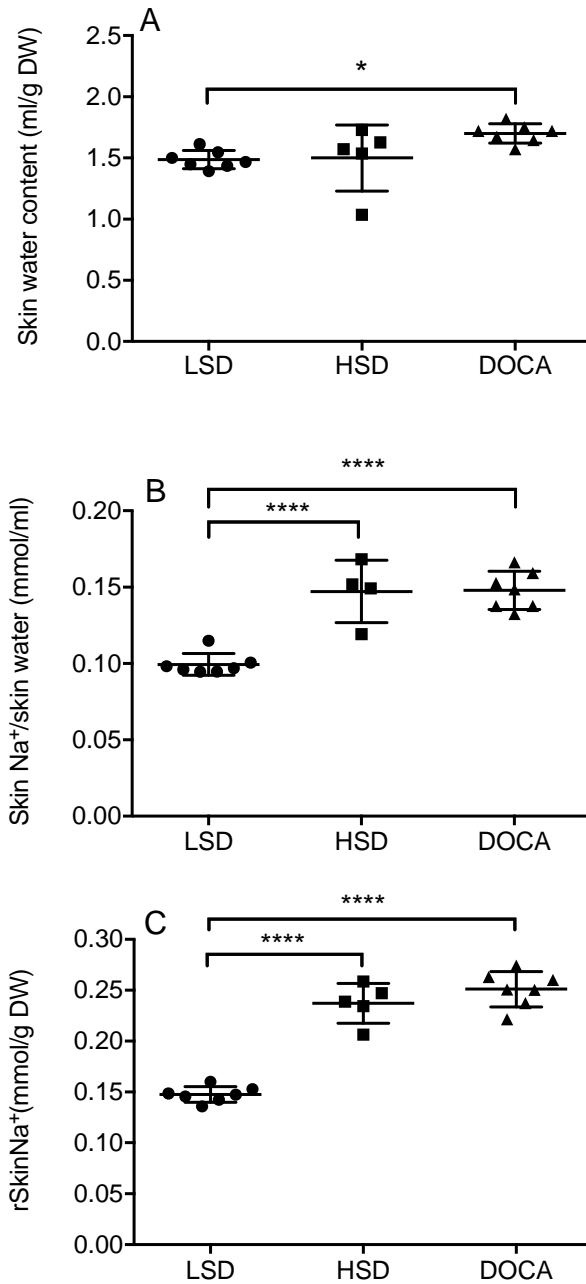 A
Skin water content (ml/g DW)
2.5
2.0
1.5
1.0
0.5
0.0
*
LSD HSD DOCA
B
Skin Na⁺/skin water (mmol/ml)
0.20
0.15
0.10
0.05
0.00
****
****
LSD HSD DOCA
C
rSkinNa⁺(mmol/g DW)
0.30
0.25
0.20
0.15
0.10
0.05
0.00
****
****
LSD HSD DOCA